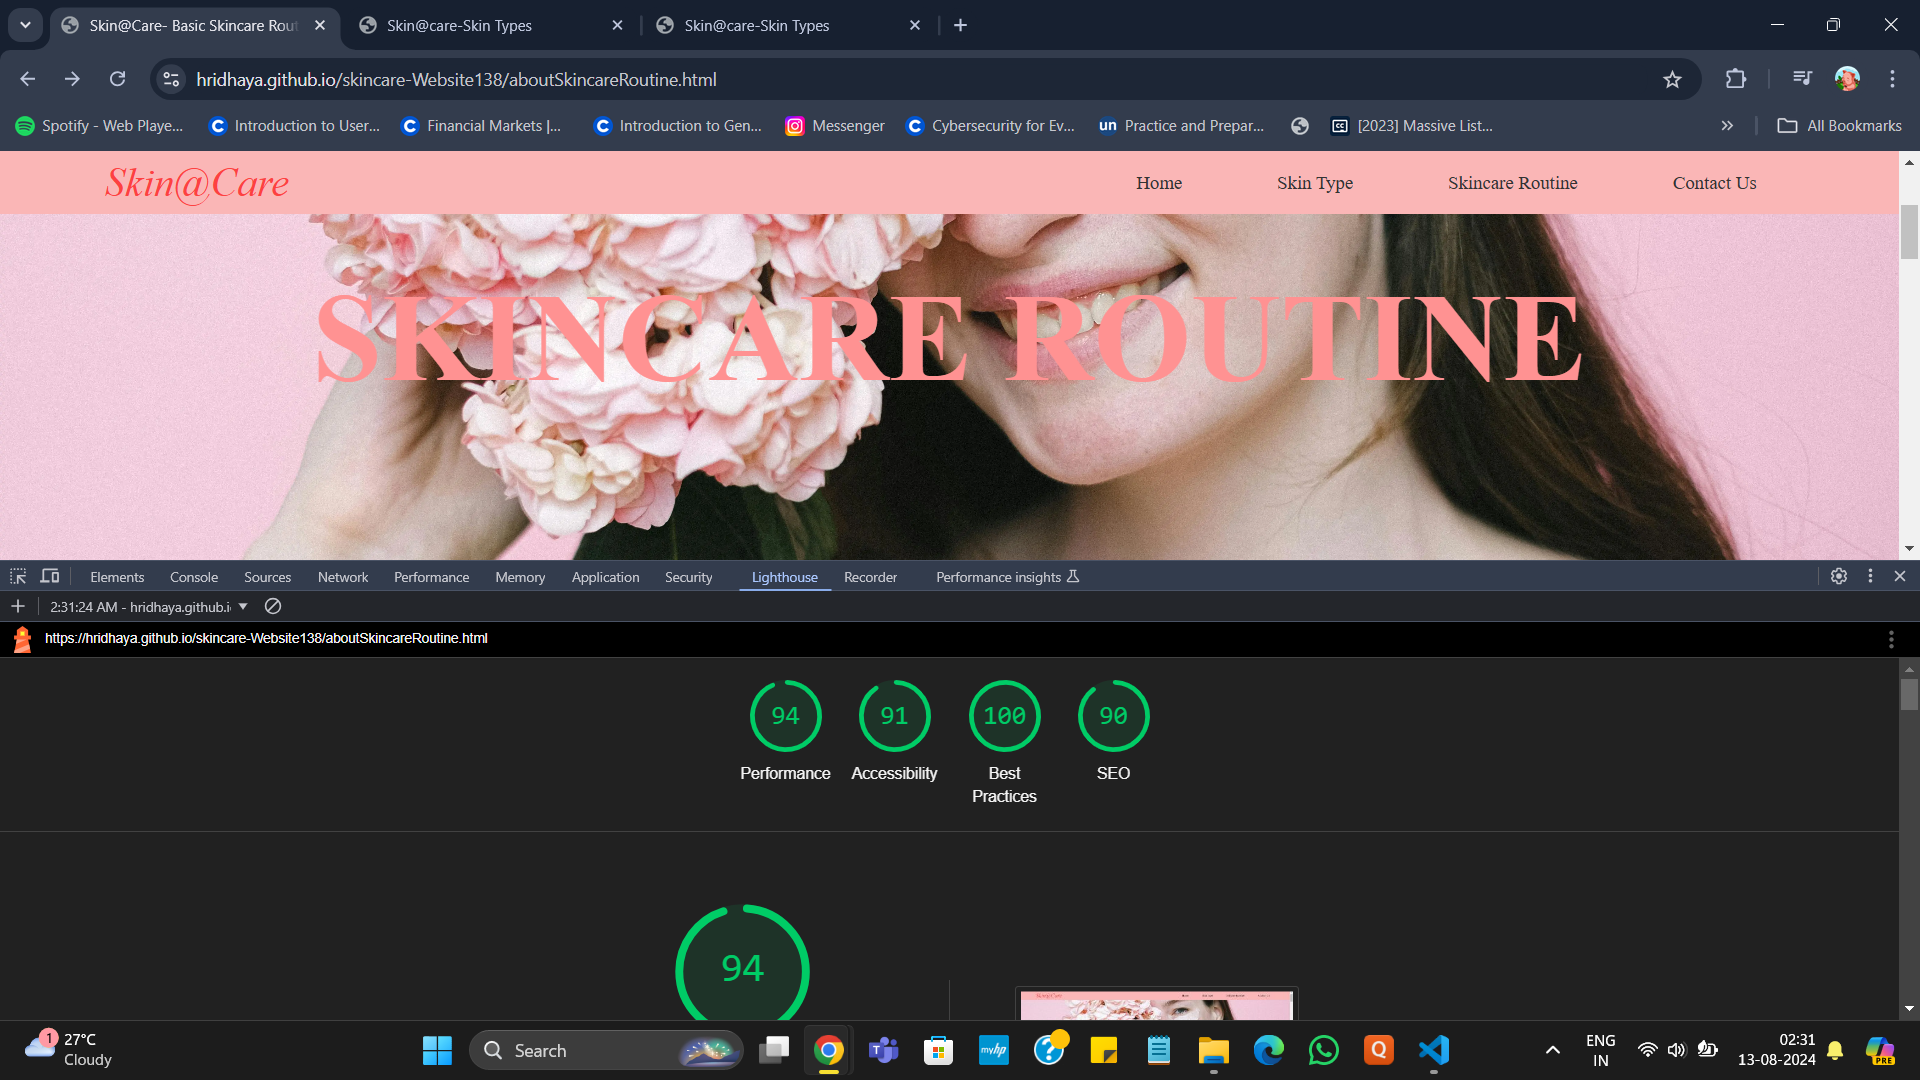 Skin@Care- Basic Skincare Rout
Skin@care-Skin Types
Skin@care-Skin Types
hridhaya.github.io/skincare-Website138/aboutSkincareRoutine.html
Spotify - Web Playe...
Introduction to User...
Financial Markets |...
Introduction to Gen...
Messenger
Cybersecurity for Ev...
un
Practice and Prepar...
CC
[2023] Massive List...
All Bookmarks
Skin@Care
Home
Skin Type
Skincare Routine
Contact Us
SKINCARE ROUTINE
Elements
Console
Sources
Network
Performance
Memory
Application
Security
Lighthouse
Recorder
Performance insights
2:31:24 AM - hridhaya.github.i
https://hridhaya.github.io/skincare-Website138/aboutSkincareRoutine.html
94
91
100
90
Performance
Accessibility
Best
Practices
SEO
94
1
27°C
Cloudy
Search
myhp
Q
PRE
ENG
IN
02:31
13-08-2024